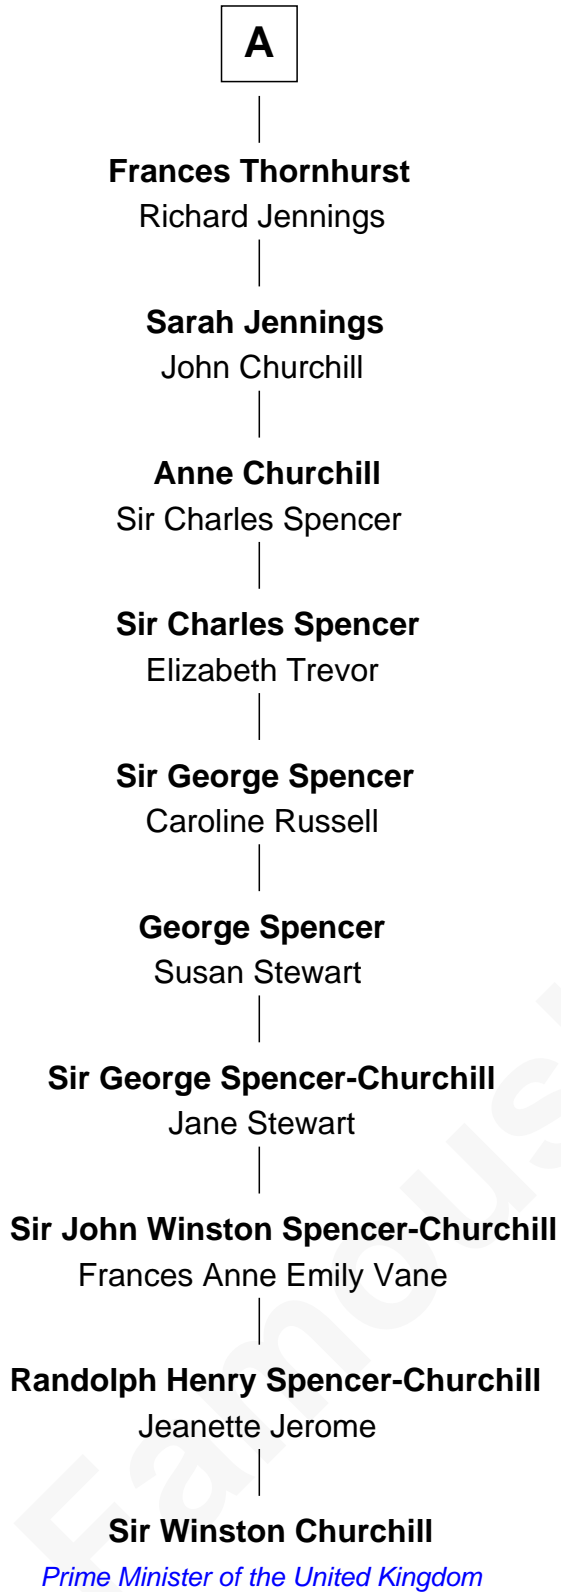 A
Frances Thornhurst
Richard Jennings
Sarah Jennings
John Churchill
Anne Churchill
Sir Charles Spencer
Sir Charles Spencer
Elizabeth Trevor
Sir George Spencer
Caroline Russell
George Spencer
Susan Stewart
Sir George Spencer-Churchill
Jane Stewart
Sir John Winston Spencer-Churchill
Frances Anne Emily Vane
Randolph Henry Spencer-Churchill
Jeanette Jerome
Sir Winston Churchill
Prime Minister of the United Kingdom
Famous